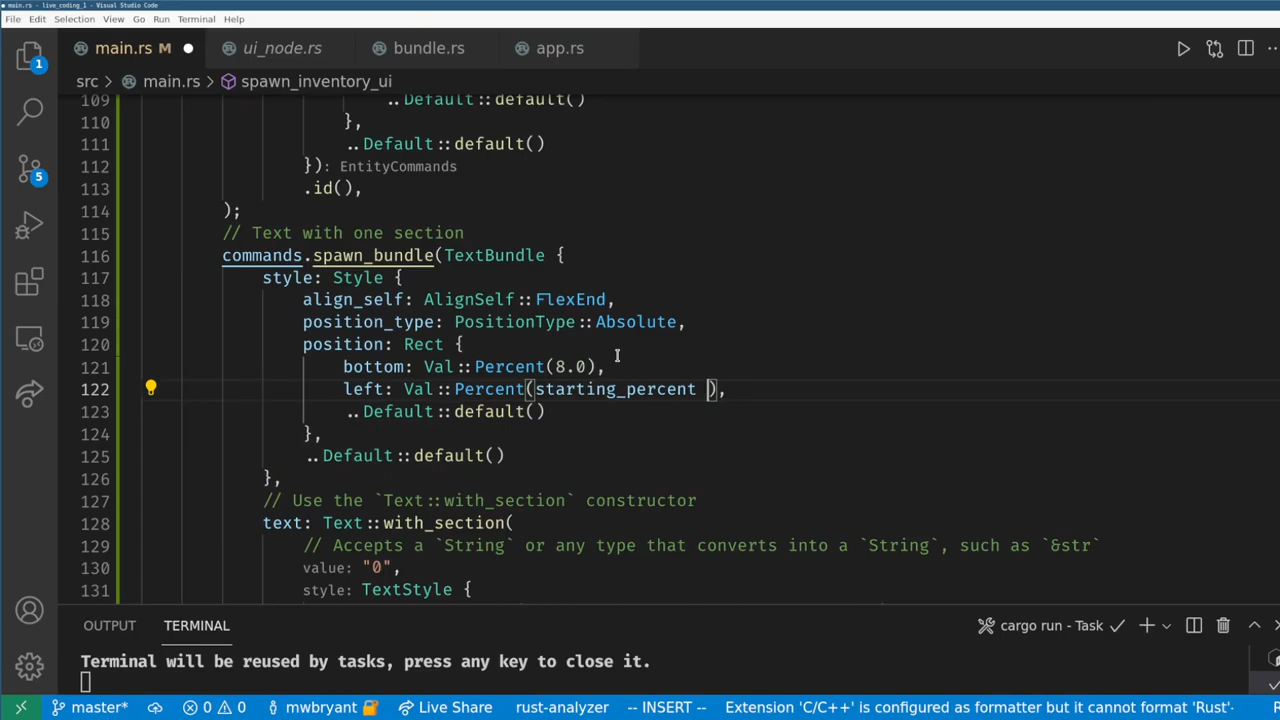 main.rs - live_coding_1 - Visual Studio Code
File Edit Selection View Go Run Terminal Help
main.rs M ui_node.rs bundle.rs app.rs
src > main.rs > spawn_inventory_ui
109 ..Default::default()
110 },
111 ..Default::default()
112 }): EntityCommands
113 .id(),
114 );
115 // Text with one section
116 commands.spawn_bundle(TextBundle {
117 style: Style {
118 align_self: AlignSelf::FlexEnd,
119 position_type: PositionType::Absolute,
120 position: Rect {
121 bottom: Val::Percent(8.0),
122 left: Val::Percent(starting_percent ),
123 ..Default::default()
124 },
125 ..Default::default()
126 },
127 // Use the `Text::with_section` constructor
128 text: Text::with_section(
129 // Accepts a `String` or any type that converts into a `String`, such as `&str`
130 value: "0",
131 style: TextStyle {
1
5
OUTPUT TERMINAL cargo run - Task
Terminal will be reused by tasks, press any key to close it.
master* 0 0 mwbryant Live Share rust-analyzer -- INSERT -- Extension 'C/C++' is configured as formatter but it cannot format 'Rust'-